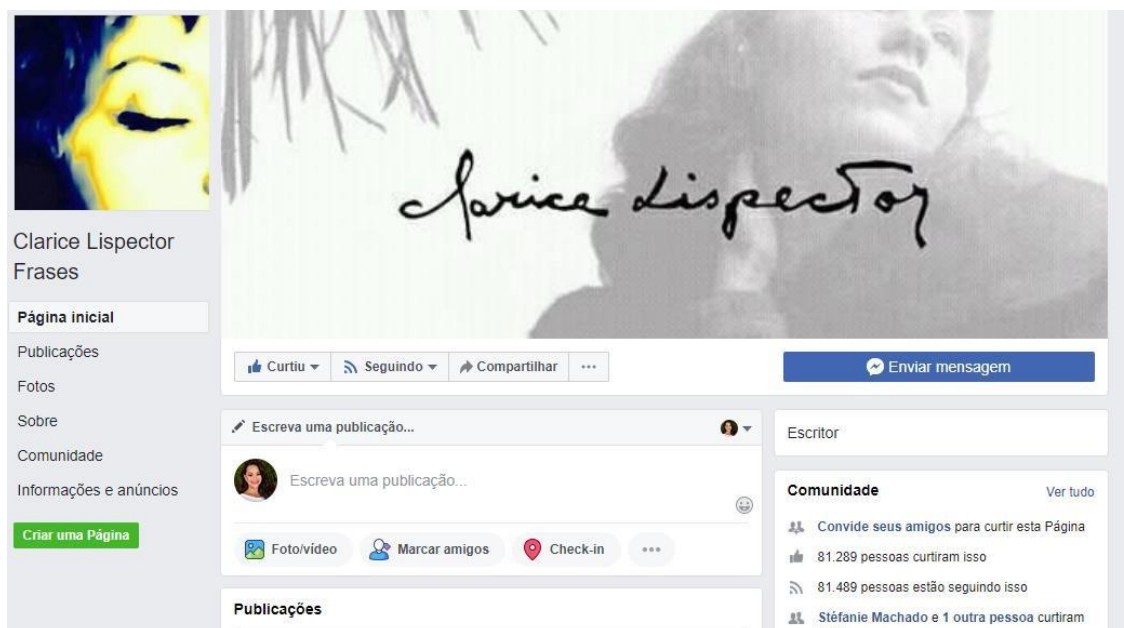 clarice Lispector
Clarice Lispector
Frases
Página inicial
Publicações
Fotos
Sobre
Comunidade
Informações e anúncios
Criar uma Página
Curtiu
Seguindo
Compartilhar
Enviar mensagem
Escreva uma publicação...
Escreva uma publicação...
Foto/vídeo
Marcar amigos
Check-in
Publicações
Escritor
Comunidade
Ver tudo
Convide seus amigos para curtir esta Página
81.289 pessoas curtiram isso
81.489 pessoas estão seguindo isso
Stéfanie Machado e 1 outra pessoa curtiram